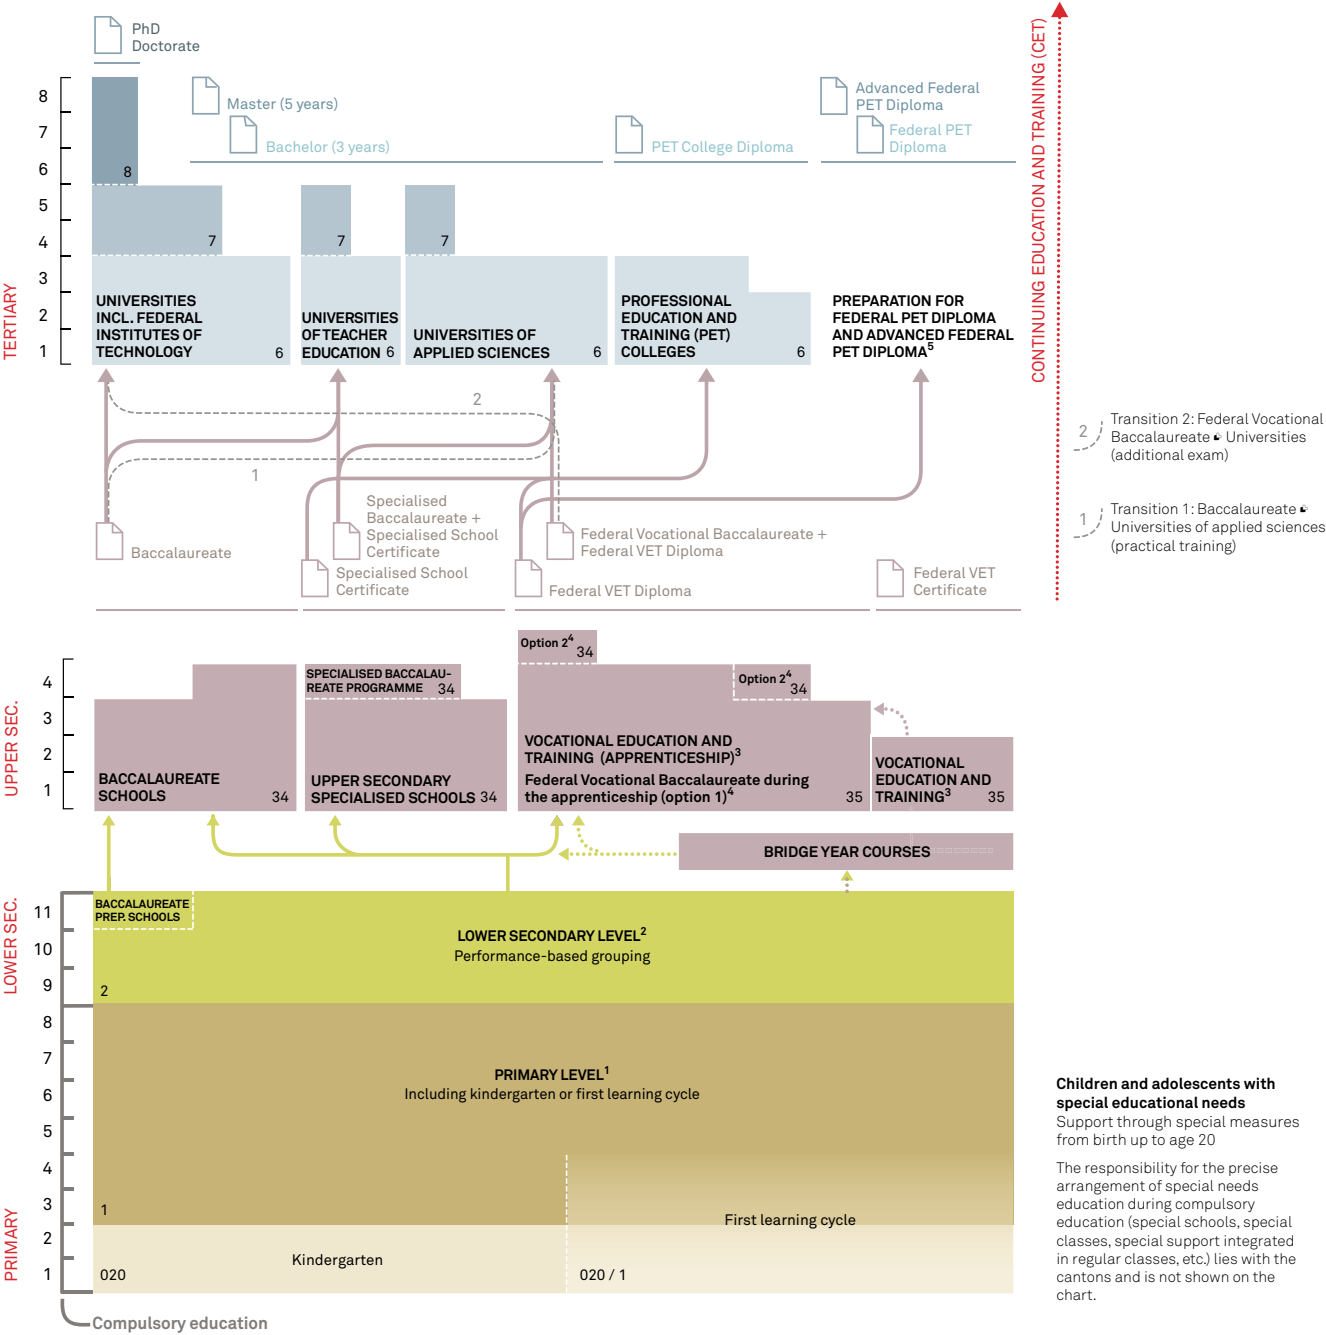 PhD
Doctorate
Master (5 years)
Bachelor (3 years)
PET College Diploma
Advanced Federal
PET Diploma
Federal PET
Diploma
CONTINUING EDUCATION AND TRAINING (CET)
TERTIARY
8
7
6
5
4
3
2
1
8
7
7
7
UNIVERSITIES
INCL. FEDERAL
INSTITUTES OF
TECHNOLOGY 6
UNIVERSITIES
OF TEACHER
EDUCATION 6
UNIVERSITIES OF
APPLIED SCIENCES 6
PROFESSIONAL
EDUCATION AND
TRAINING (PET)
COLLEGES 6
PREPARATION FOR
FEDERAL PET DIPLOMA
AND ADVANCED FEDERAL
PET DIPLOMA5
2
1
2
Transition 2: Federal Vocational
Baccalaureate Universities
(additional exam)
1
Transition 1: Baccalaureate
Universities of applied sciences
(practical training)
Baccalaureate
Specialised
Baccalaureate +
Specialised School
Certificate
Specialised School
Certificate
Federal Vocational Baccalaureate +
Federal VET Diploma
Federal VET Diploma
Federal VET
Certificate
UPPER SEC.
4
3
2
1
BACCALAUREATE
SCHOOLS 34
SPECIALISED BACCALAU-
REATE PROGRAMME 34
UPPER SECONDARY
SPECIALISED SCHOOLS 34
Option 24
34
Option 24
34
VOCATIONAL EDUCATION AND
TRAINING (APPRENTICESHIP)3
Federal Vocational Baccalaureate during
the apprenticeship (option 1)4 35
VOCATIONAL
EDUCATION AND
TRAINING3 35
BRIDGE YEAR COURSES
LOWER SEC.
11
10
9
BACCALAUREATE
PREP. SCHOOLS
LOWER SECONDARY LEVEL2
Performance-based grouping
2
PRIMARY
8
7
6
5
4
3
2
1
PRIMARY LEVEL1
Including kindergarten or first learning cycle
1
First learning cycle
Kindergarten
020
020 / 1
Compulsory education
Children and adolescents with
special educational needs
Support through special measures
from birth up to age 20
The responsibility for the precise
arrangement of special needs
education during compulsory
education (special schools, special
classes, special support integrated
in regular classes, etc.) lies with the
cantons and is not shown on the
chart.